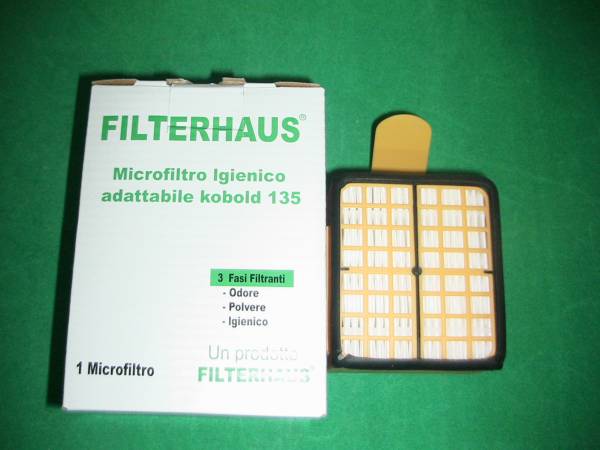 FILTERHAUS®
Microfiltro Igienico
adattabile kobold 135
3 Fasi Filtranti
- Odore
- Polvere
- Igienico
Un prodotto
FILTERHAUS®
1 Microfiltro